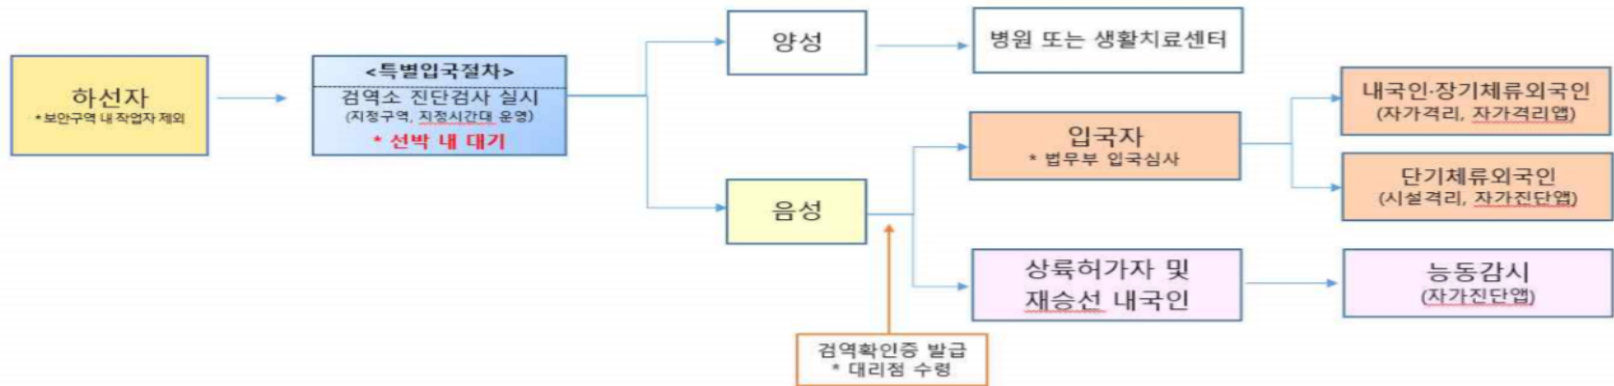 하선자
*보안구역 내 작업자 제외
<특별입국절차>
검역소 진단검사 실시
(지정구역, 지정시간대 운영)
* 선박 내 대기
양성
병원 또는 생활치료센터
음성
입국자
* 법무부 입국심사
내국인·장기체류외국인
(자가격리, 자가격리앱)
단기체류외국인
(시설격리, 자가진단앱)
상륙허가자 및
재승선 내국인
능동감시
(자가진단앱)
검역확인증 발급
* 대리점 수령